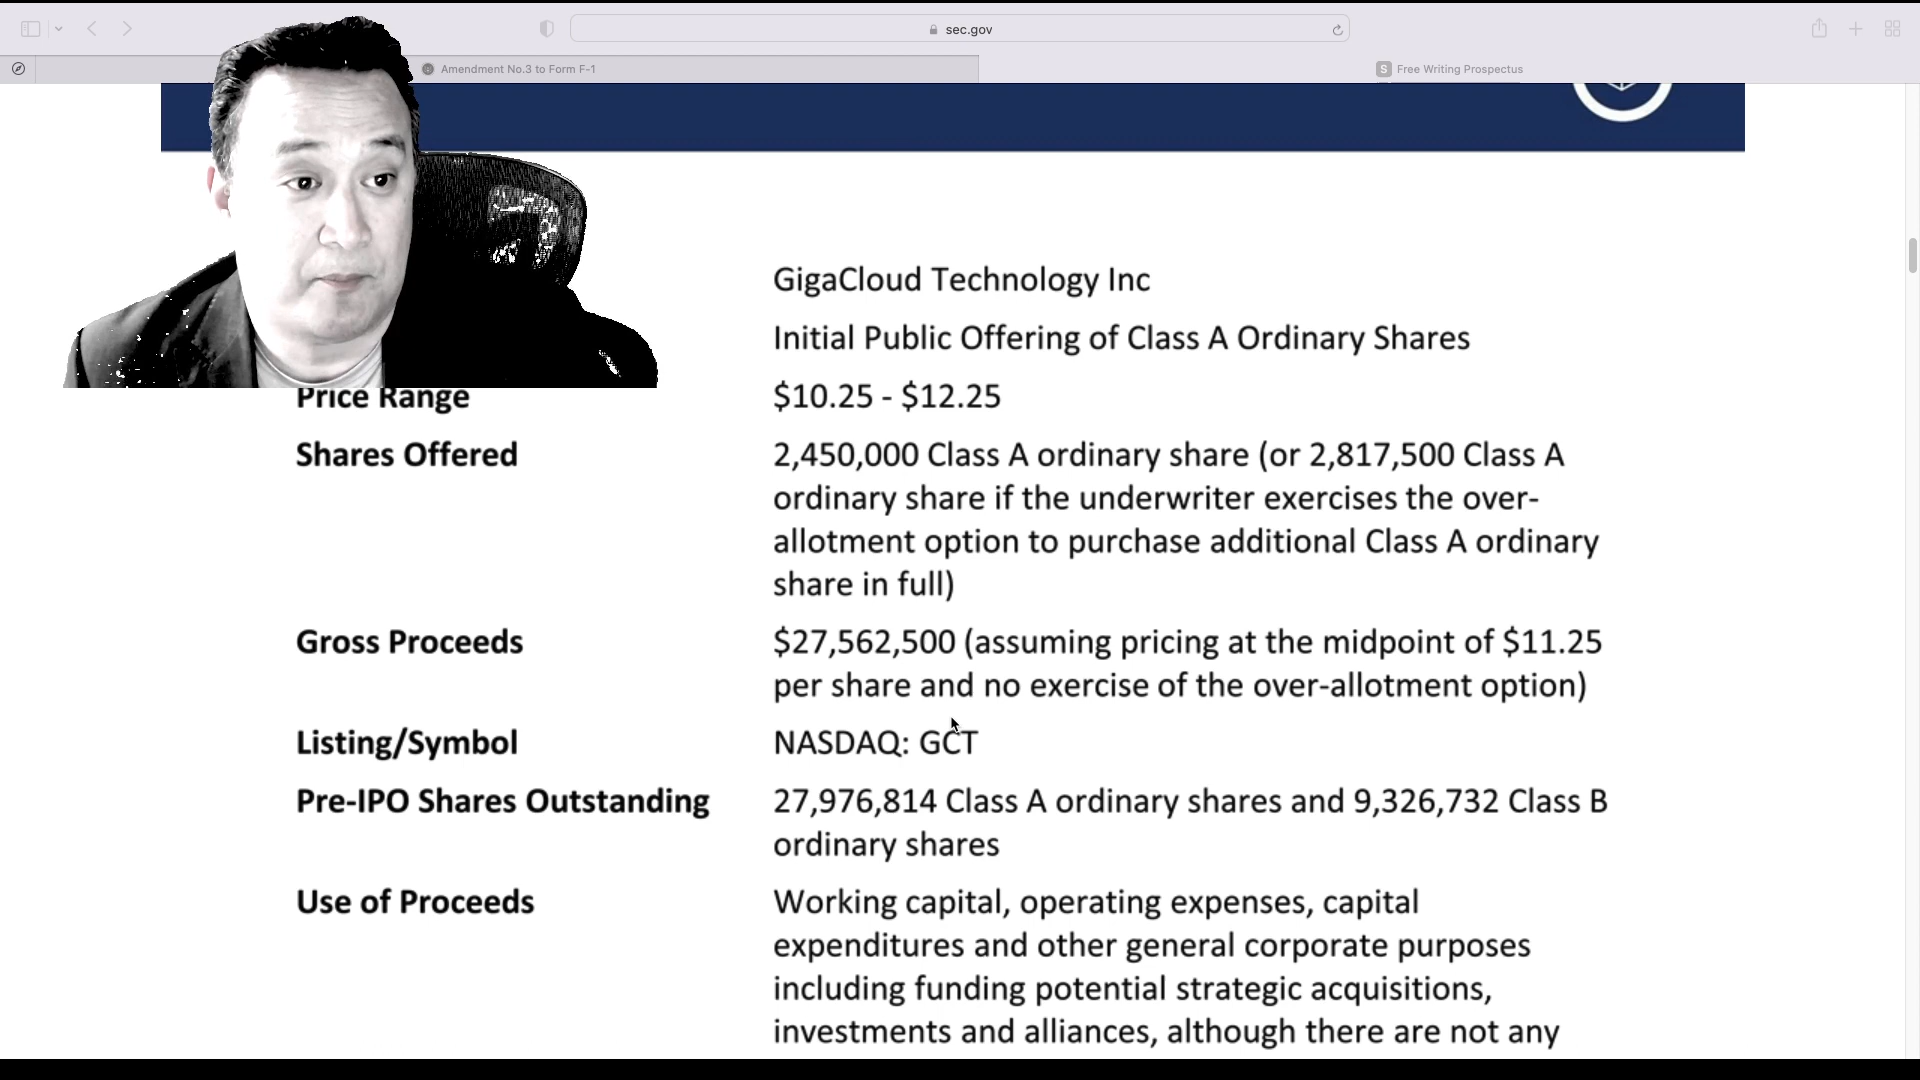 sec.gov
Amendment No.3 to Form F-1
Free Writing Prospectus
GigaCloud Technology Inc
Initial Public Offering of Class A Ordinary Shares
Price Range $10.25 - $12.25
Shares Offered 2,450,000 Class A ordinary share (or 2,817,500 Class A
ordinary share if the underwriter exercises the over-
allotment option to purchase additional Class A ordinary
share in full)
Gross Proceeds $27,562,500 (assuming pricing at the midpoint of $11.25
per share and no exercise of the over-allotment option)
Listing/Symbol NASDAQ: GCT
Pre-IPO Shares Outstanding 27,976,814 Class A ordinary shares and 9,326,732 Class B
ordinary shares
Use of Proceeds Working capital, operating expenses, capital
expenditures and other general corporate purposes
including funding potential strategic acquisitions,
investments and alliances, although there are not any